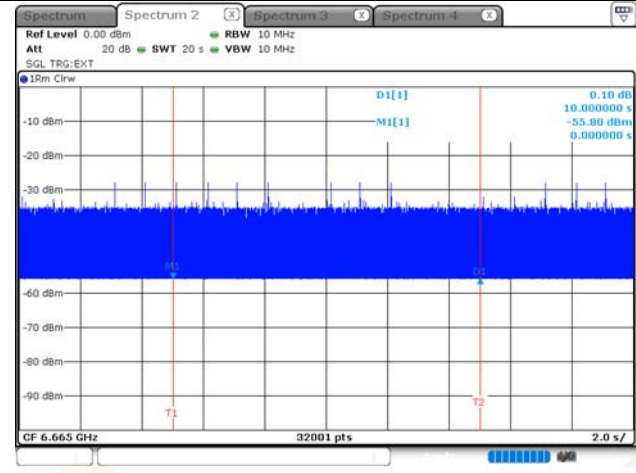 Spectrum Spectrum 2 X Spectrum 3 X Spectrum 4 X
Ref Level 0.00 dBm RBW 10 MHz
Att 20 dB SWT 20 s VBW 10 MHz
SGL TRG:EXT
1Rm Clrw
D1[1] 0.10 dB
10.000000 s
-10 dBm M1[1] -55.80 dBm
0.000000 s
-20 dBm
-30 dBm
M1 D1
-60 dBm
-70 dBm
-80 dBm
-90 dBm
T1 T2
CF 6.665 GHz 32001 pts 2.0 s/